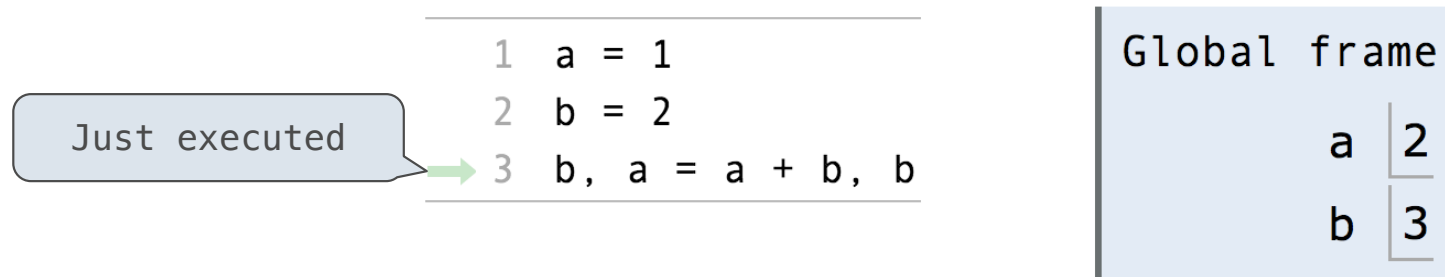 1 a = 1
2 b = 2
Just executed
3 b, a = a + b, b
Global frame
a 2
b 3